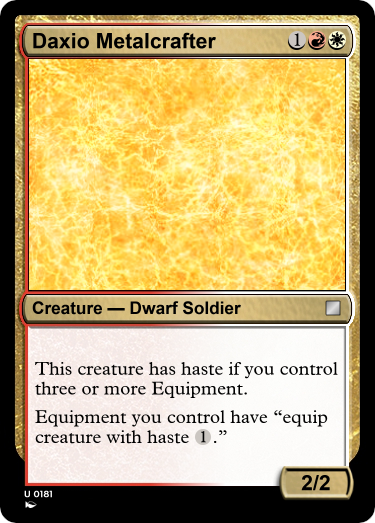 Daxio Metalcrafter 1
Creature — Dwarf Soldier
This creature has haste if you control
three or more Equipment.
Equipment you control have “equip
creature with haste 1.”
2/2
U 0181